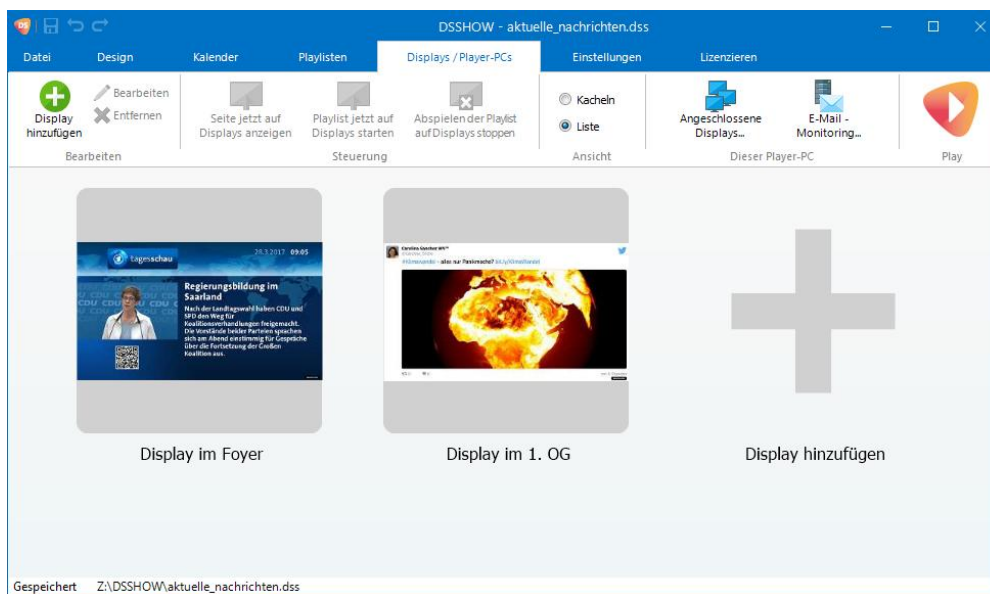 DSSHOW - aktuelle_nachrichten.dss
Datei Design Kalender Playlisten Displays / Player-PCs Einstellungen Lizenzieren
Display hinzufügen
Bearbeiten
Entfernen
Bearbeiten
Seite jetzt auf Displays anzeigen
Playlist jetzt auf Displays starten
Abspielen der Playlist auf Displays stoppen
Steuerung
Kacheln
Liste
Ansicht
Angeschlossene Displays...
E-Mail - Monitoring...
Dieser Player-PC
Play
tagesschau
26.3.2017 09:05
Regierungsbildung im
Saarland
Nach der Landtagswahl haben CDU und
SPD den Weg für
Koalitionsverhandlungen freigemacht.
Die Vorstände beider Parteien sprachen
sich am Abend einstimmig für Gespräche
über die Fortsetzung der Großen
Koalition aus.
#Klimawandel - alles nur Panikmache?
Display im Foyer
Display im 1. OG
Display hinzufügen
Gespeichert Z:\DSSHOW\aktuelle_nachrichten.dss